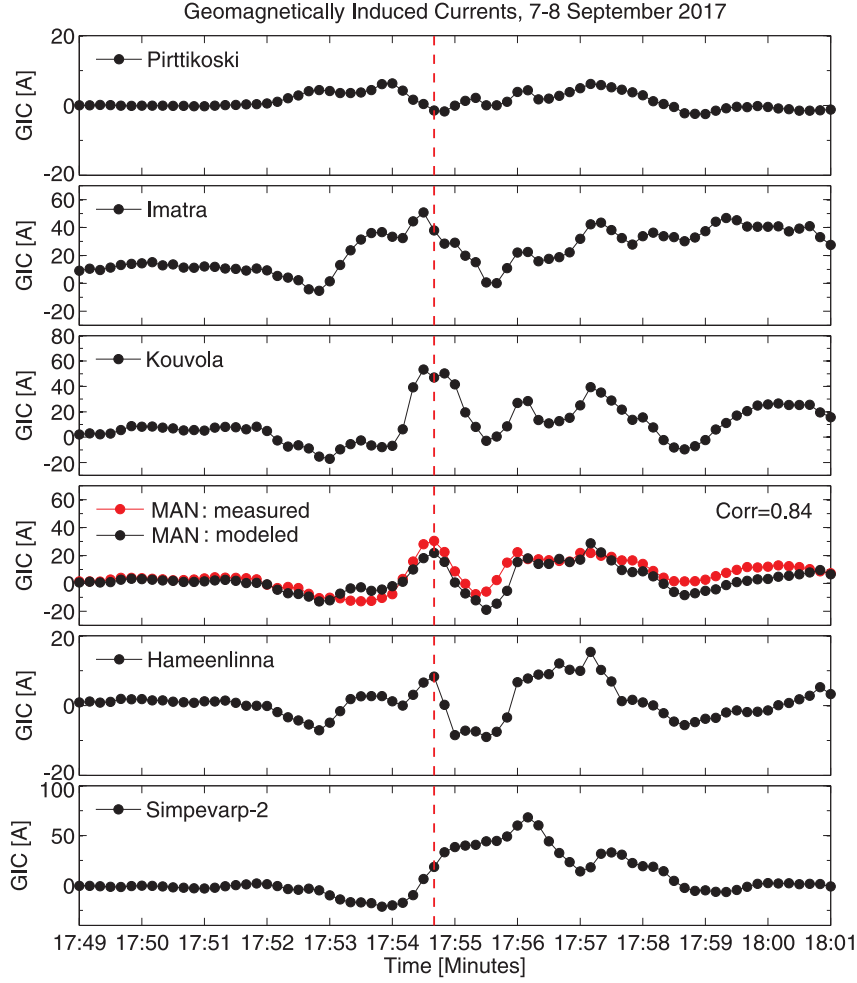 Geomagnetically Induced Currents, 7-8 September 2017
20
0
-20
GIC [A]
Pirttikoski
60
40
20
0
-20
GIC [A]
Imatra
80
60
40
20
0
-20
GIC [A]
Kouvola
60
40
20
0
-20
GIC [A]
MAN: measured
MAN: modeled
Corr=0.84
20
0
-20
GIC [A]
Hameenlinna
100
50
0
GIC [A]
Simpevarp-2
17:49 17:50 17:51 17:52 17:53 17:54 17:55 17:56 17:57 17:58 17:59 18:00 18:01
Time [Minutes]